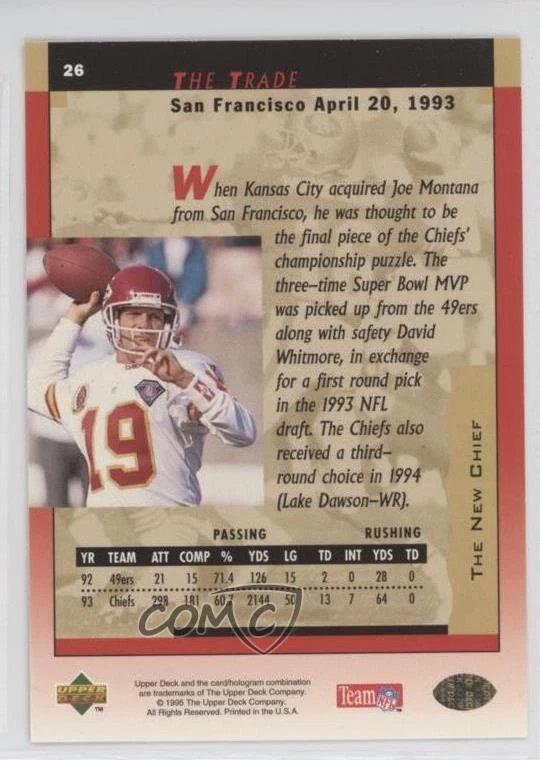 26
THE TRADE
San Francisco April 20, 1993
When Kansas City acquired Joe Montana
from San Francisco, he was thought to be
the final piece of the Chiefs'
championship puzzle. The
three-time Super Bowl MVP
was picked up from the 49ers
along with safety David
Whitmore, in exchange
for a first round pick
in the 1993 NFL
draft. The Chiefs also
received a third-
round choice in 1994
(Lake Dawson-WR).
19
THE NEW CHIEF
PASSING RUSHING
YR TEAM ATT COMP % YDS LG TD INT YDS TD
92 49ers 21 15 71.4 126 15 2 0 28 0
93 Chiefs 298 181 60.7 2144 50 13 7 64 0
COMC
UPPER DECK TM
Upper Deck and the card/hologram combination
are trademarks of The Upper Deck Company.
© 1995 The Upper Deck Company.
All Rights Reserved. Printed in the U.S.A.
Team NFL